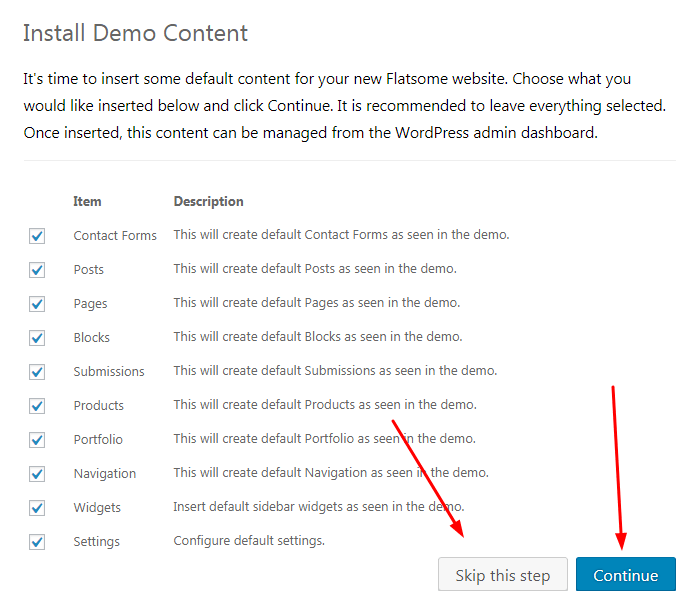 Install Demo Content
It's time to insert some default content for your new Flatsome website. Choose what you
would like inserted below and click Continue. It is recommended to leave everything selected.
Once inserted, this content can be managed from the WordPress admin dashboard.
Item Description
Contact Forms This will create default Contact Forms as seen in the demo.
Posts This will create default Posts as seen in the demo.
Pages This will create default Pages as seen in the demo.
Blocks This will create default Blocks as seen in the demo.
Submissions This will create default Submissions as seen in the demo.
Products This will create default Products as seen in the demo.
Portfolio This will create default Portfolio as seen in the demo.
Navigation This will create default Navigation as seen in the demo.
Widgets Insert default sidebar widgets as seen in the demo.
Settings Configure default settings.
Skip this step Continue